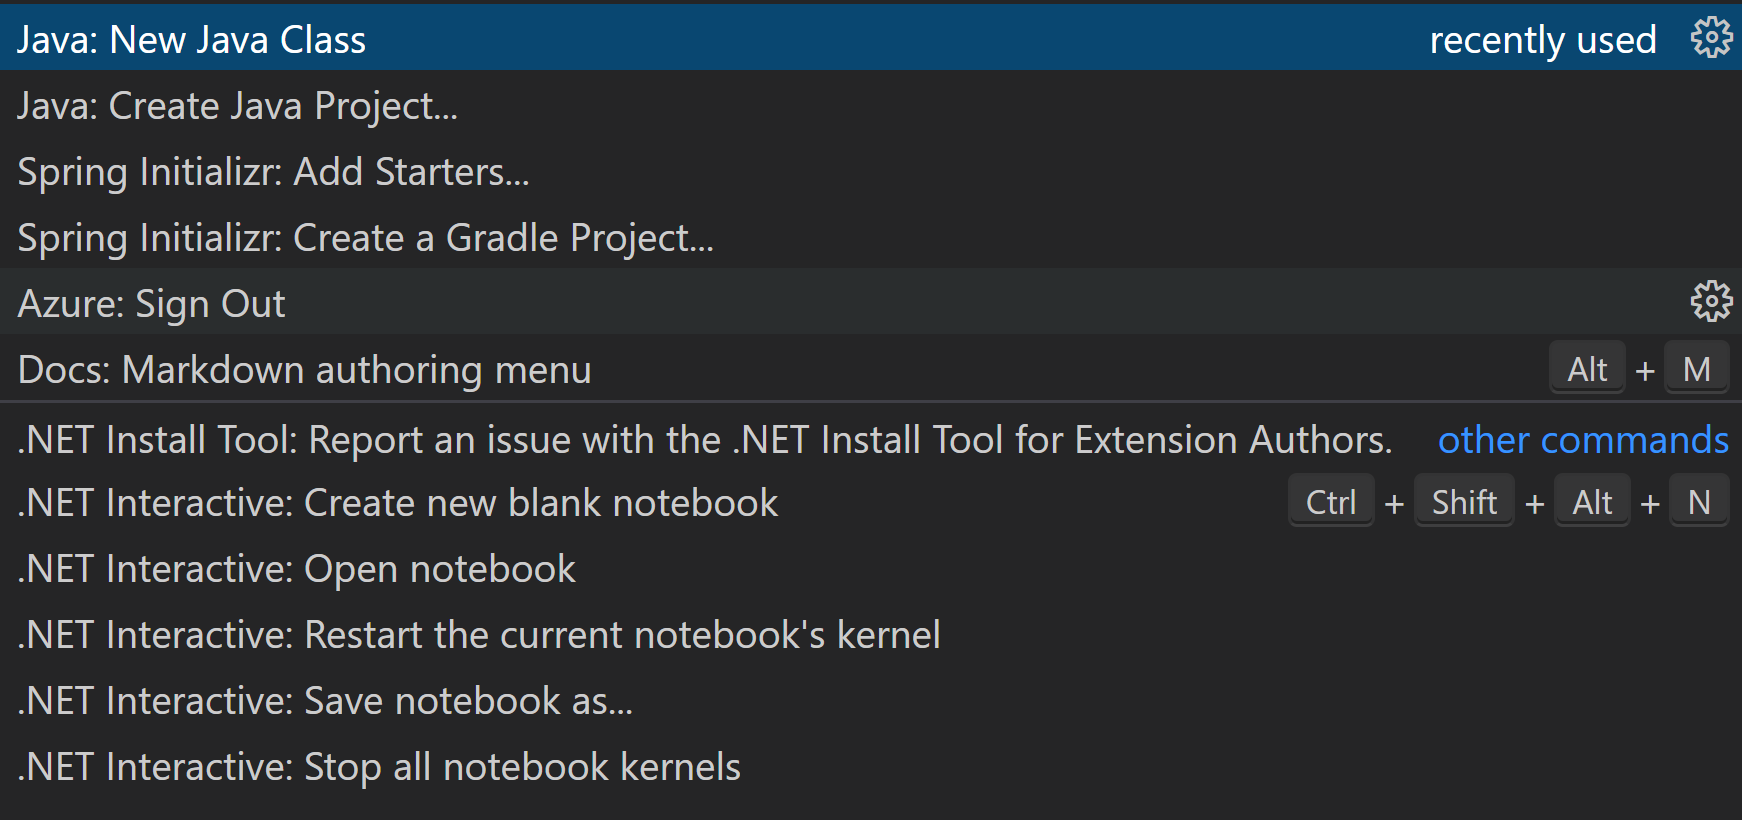 Java: New Java Class recently used
Java: Create Java Project...
Spring Initializr: Add Starters...
Spring Initializr: Create a Gradle Project...
Azure: Sign Out
Docs: Markdown authoring menu Alt + M
.NET Install Tool: Report an issue with the .NET Install Tool for Extension Authors. other commands
.NET Interactive: Create new blank notebook Ctrl + Shift + Alt + N
.NET Interactive: Open notebook
.NET Interactive: Restart the current notebook's kernel
.NET Interactive: Save notebook as...
.NET Interactive: Stop all notebook kernels